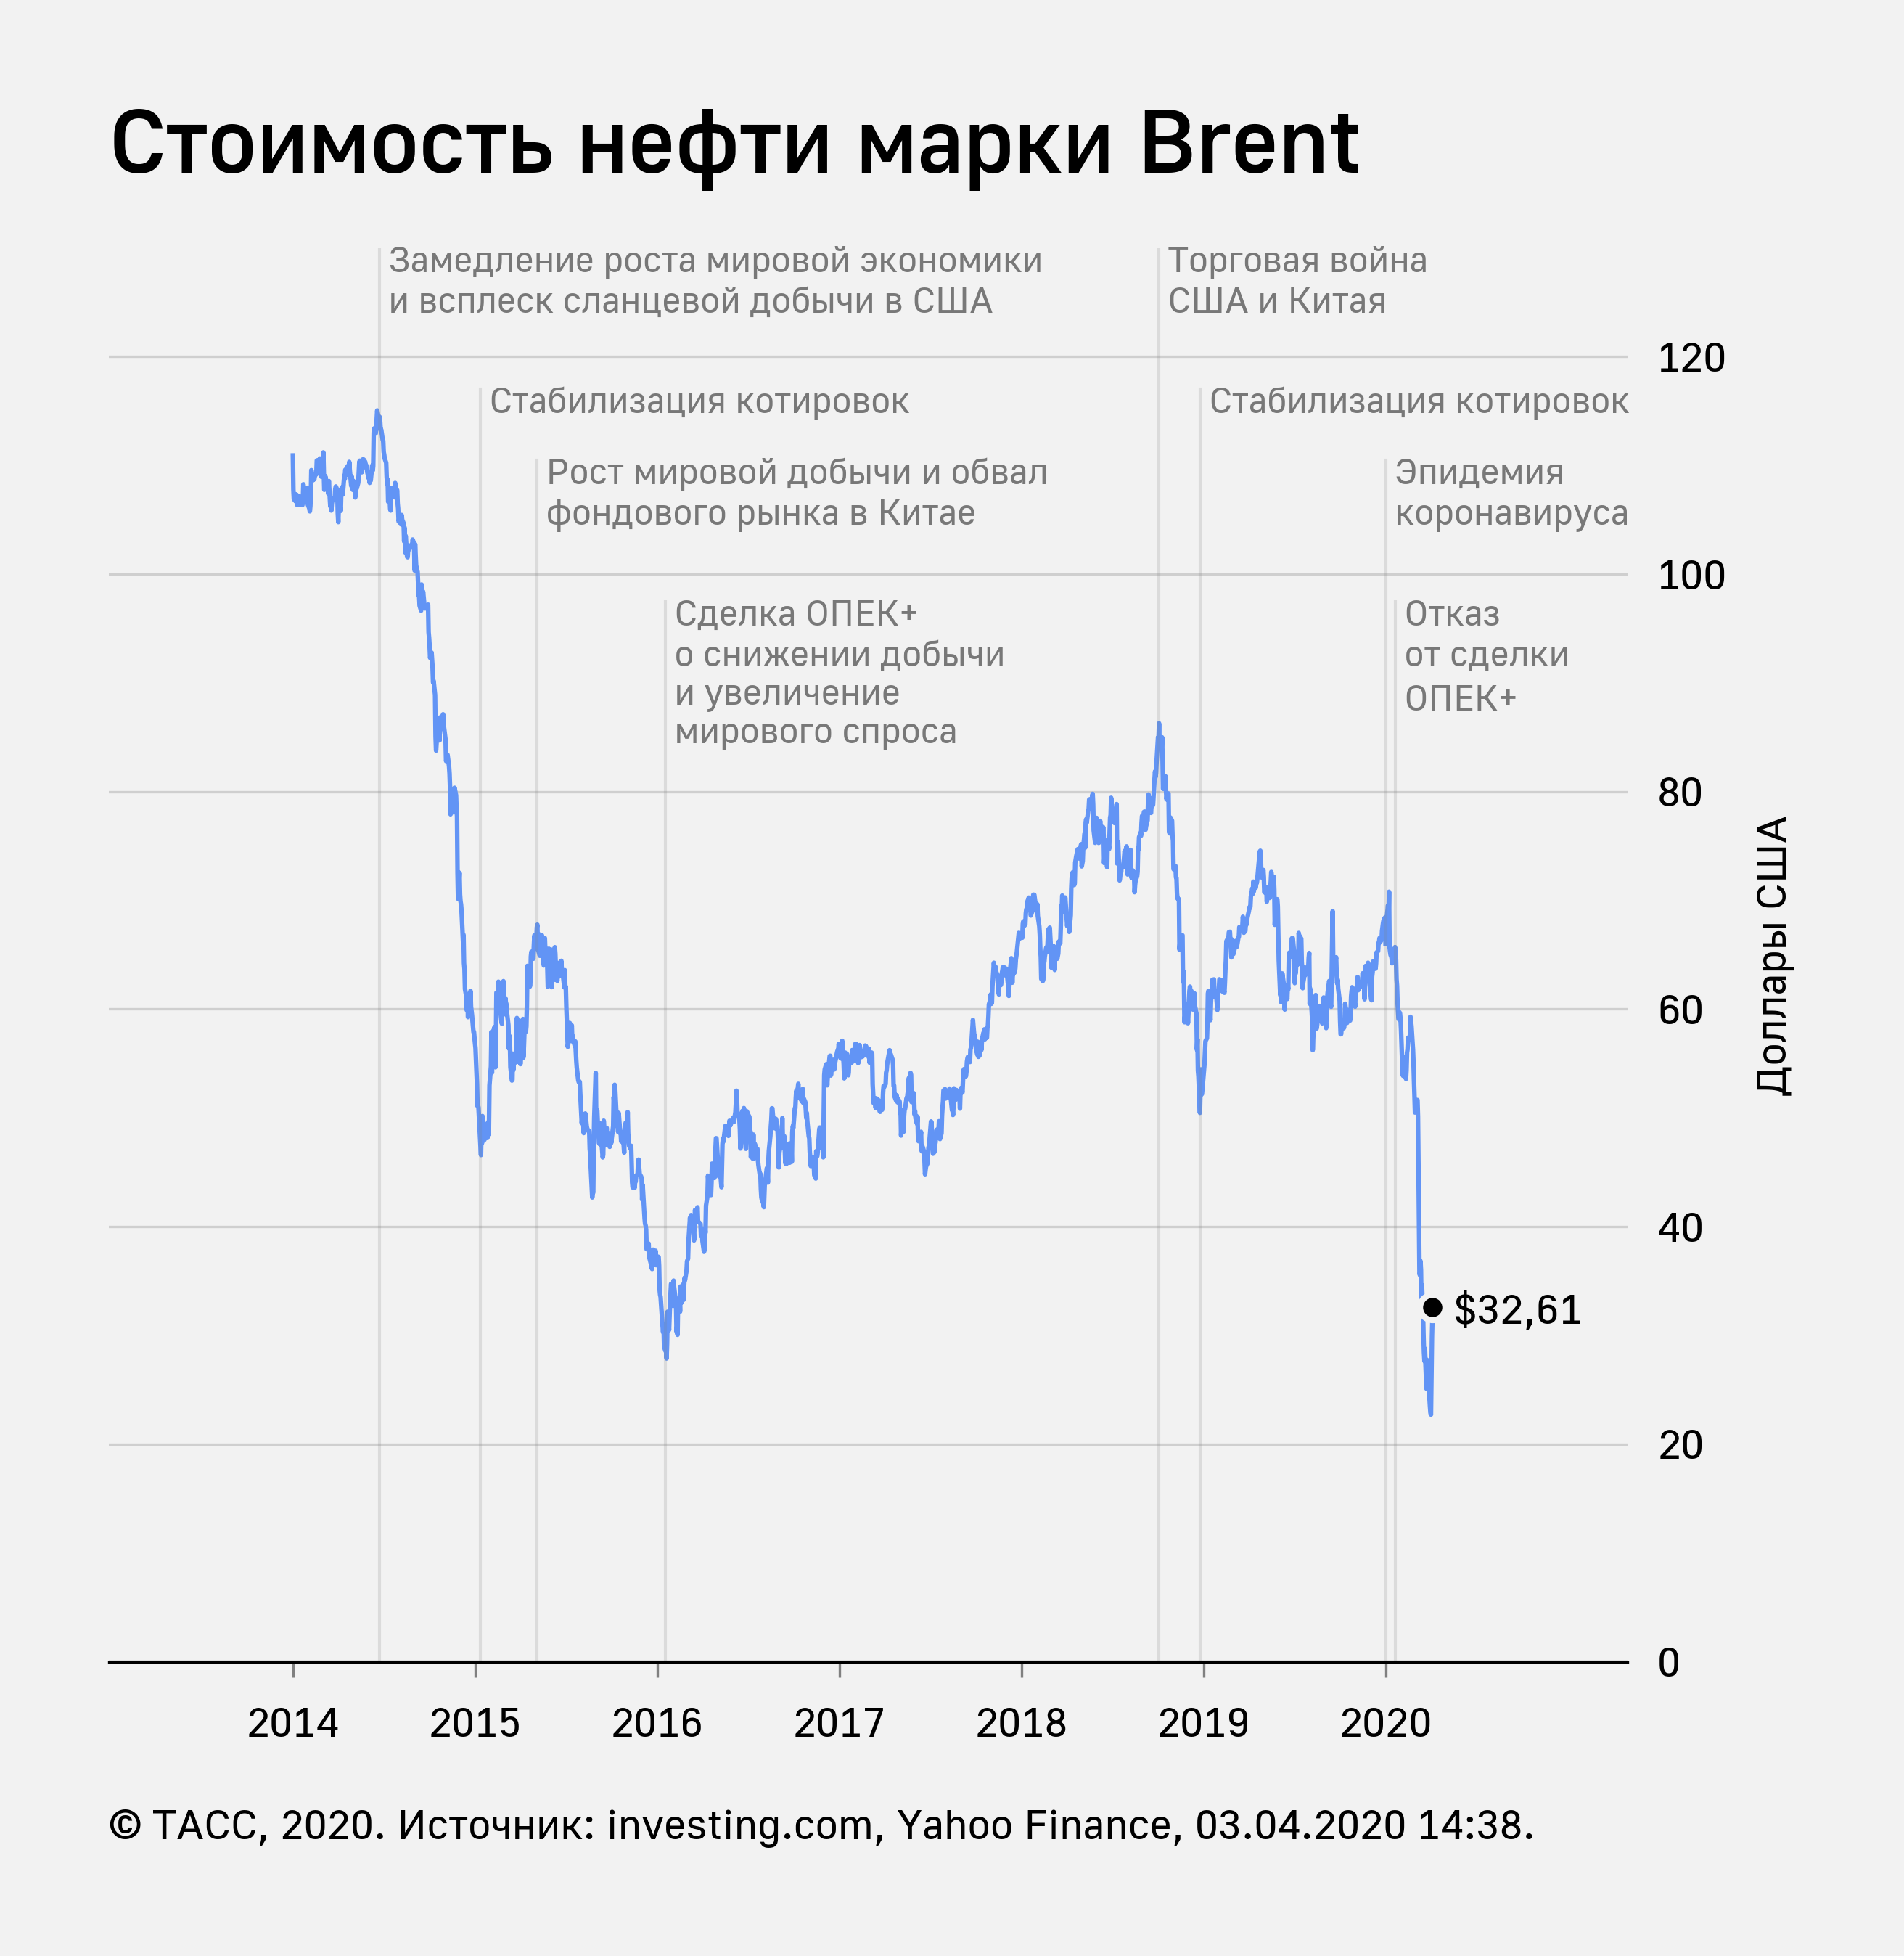 Стоимость нефти марки Brent
Замедление роста мировой экономики
и всплеск сланцевой добычи в США
Торговая война
США и Китая
120
Стабилизация котировок
Стабилизация котировок
Рост мировой добычи и обвал
фондового рынка в Китае
Эпидемия
коронавируса
100
Сделка ОПЕК+
о снижении добычи
и увеличение
мирового спроса
Отказ
от сделки
ОПЕК+
80
Доллары США
60
40
$32,61
20
0
2014 2015 2016 2017 2018 2019 2020
© ТАСС, 2020. Источник: investing.com, Yahoo Finance, 03.04.2020 14:38.